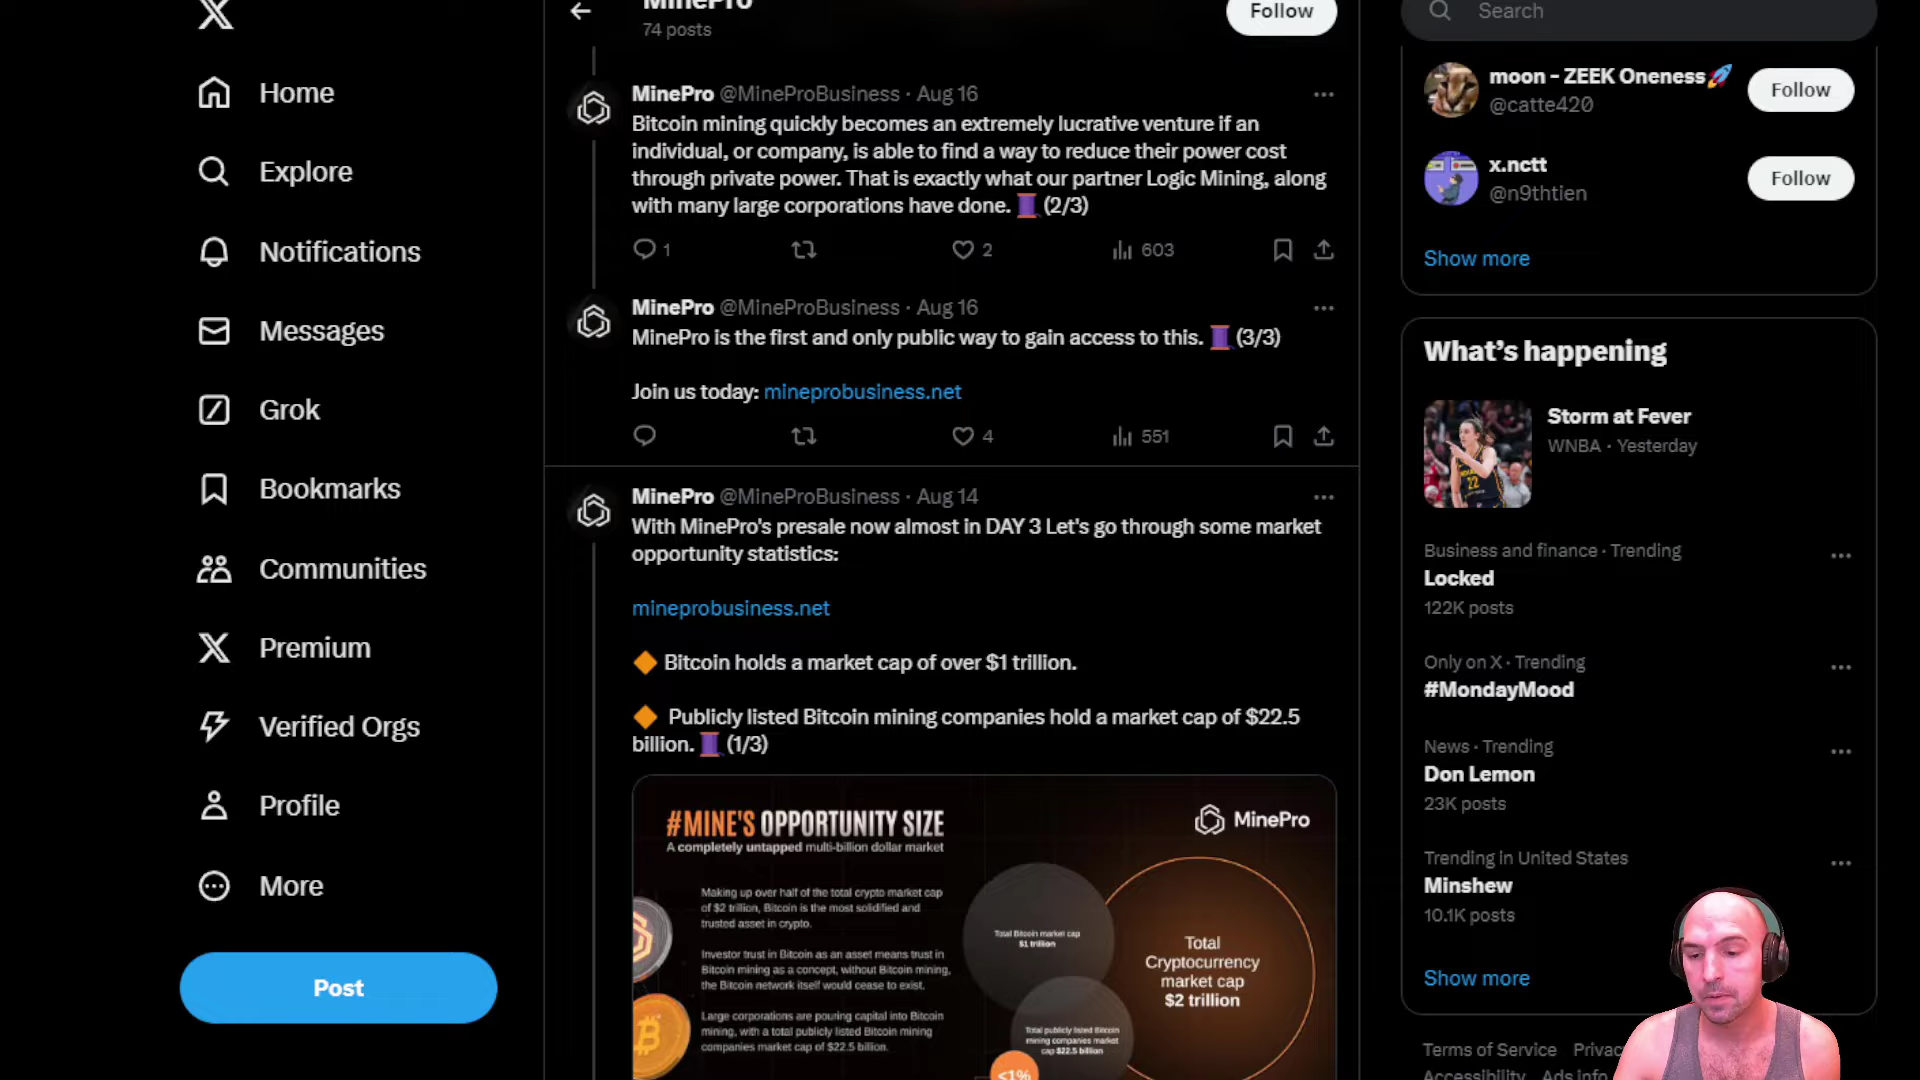 Home
Explore
Notifications
Messages
Grok
Bookmarks
Communities
Premium
Verified Orgs
Profile
More
Post
MinePro
74 posts
Follow
MinePro @MineProBusiness · Aug 16
Bitcoin mining quickly becomes an extremely lucrative venture if an
individual, or company, is able to find a way to reduce their power cost
through private power. That is exactly what our partner Logic Mining, along
with many large corporations have done. 🧵 (2/3)
1 2 603
MinePro @MineProBusiness · Aug 16
MinePro is the first and only public way to gain access to this. 🧵 (3/3)
Join us today: mineprobusiness.net
4 551
MinePro @MineProBusiness · Aug 14
With MinePro's presale now almost in DAY 3 Let's go through some market
opportunity statistics:
mineprobusiness.net
🔶 Bitcoin holds a market cap of over $1 trillion.
🔶 Publicly listed Bitcoin mining companies hold a market cap of $22.5
billion. 🧵 (1/3)
#MINE'S OPPORTUNITY SIZE
A completely untapped multi-billion dollar market
MinePro
Making up over half of the total crypto market cap
of $2 trillion, Bitcoin is the most solidified and
trusted asset in crypto.
Investor trust in Bitcoin as an asset means trust in
Bitcoin mining as a concept, without Bitcoin mining,
the Bitcoin network itself would cease to exist.
Large corporations are pouring capital into Bitcoin
mining, with a total publicly listed Bitcoin mining
companies market cap of $22.5 billion.
Total Bitcoin market cap
$1 trillion
Total
Cryptocurrency
market cap
$2 trillion
Total publicly listed Bitcoin
mining companies market
cap $22.5 billion
<1%
Search
moon - ZEEK Oneness🚀
@catte420
Follow
x.nctt
@n9thtien
Follow
Show more
What's happening
Storm at Fever
WNBA · Yesterday
22
Business and finance · Trending
Locked
122K posts
Only on X · Trending
#MondayMood
News · Trending
Don Lemon
23K posts
Trending in United States
Minshew
10.1K posts
Show more
Terms of Service
Accessibility Ads info